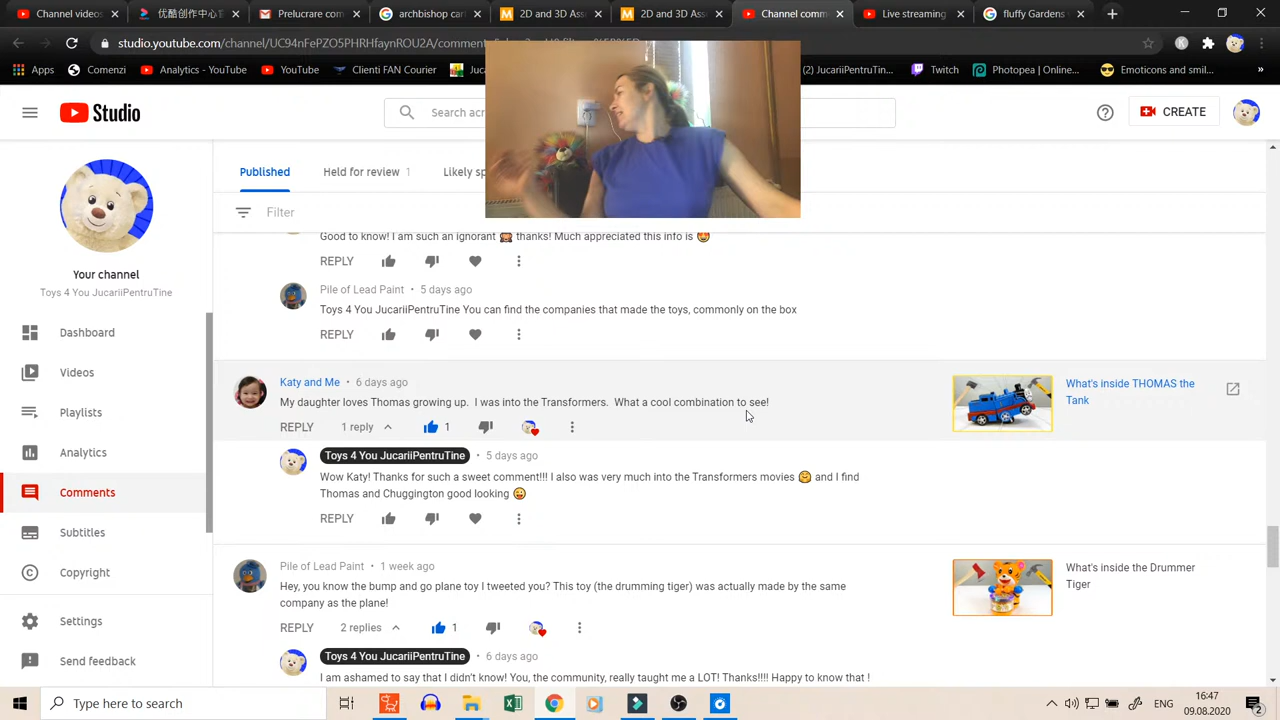 Channel videos
优酷创作中心
Premiere com
archbishop car
2D and 3D Ass
2D and 3D Asse
Channel comm
Live streaming
fluffy Gardens
studio.youtube.com/channel/UC94nFePZO5PHRHfaynROU2A/comment
Apps
Comenzi
Analytics - YouTube
YouTube
Clienti FAN Courier
Juc
(2) JucariiPentruTin...
Twitch
Photopea | Online...
Emoticons and smil...
Studio
Search acr
CREATE
Published
Held for review 1
Likely sp
Filter
Your channel
Toys 4 You JucariiPentruTine
Dashboard
Videos
Playlists
Analytics
Comments
Subtitles
Copyright
Settings
Send feedback
Good to know! I am such an ignorant 🙈 thanks! Much appreciated this info is 😍
REPLY
Pile of Lead Paint • 5 days ago
Toys 4 You JucariiPentruTine You can find the companies that made the toys, commonly on the box
REPLY
Katy and Me • 6 days ago
My daughter loves Thomas growing up. I was into the Transformers. What a cool combination to see!
REPLY 1 reply 1
What's inside THOMAS the
Tank
Toys 4 You JucariiPentruTine • 5 days ago
Wow Katy! Thanks for such a sweet comment!!! I also was very much into the Transformers movies 🤗 and I find
Thomas and Chuggington good looking 😛
REPLY
Pile of Lead Paint • 1 week ago
Hey, you know the bump and go plane toy I tweeted you? This toy (the drumming tiger) was actually made by the same
company as the plane!
REPLY 2 replies 1
What's inside the Drummer
Tiger
Toys 4 You JucariiPentruTine • 6 days ago
I am ashamed to say that I didn't know! You, the community, really taught me a LOT! Thanks!!!! Happy to know that !
Type here to search
16:47
09.08.2020
2